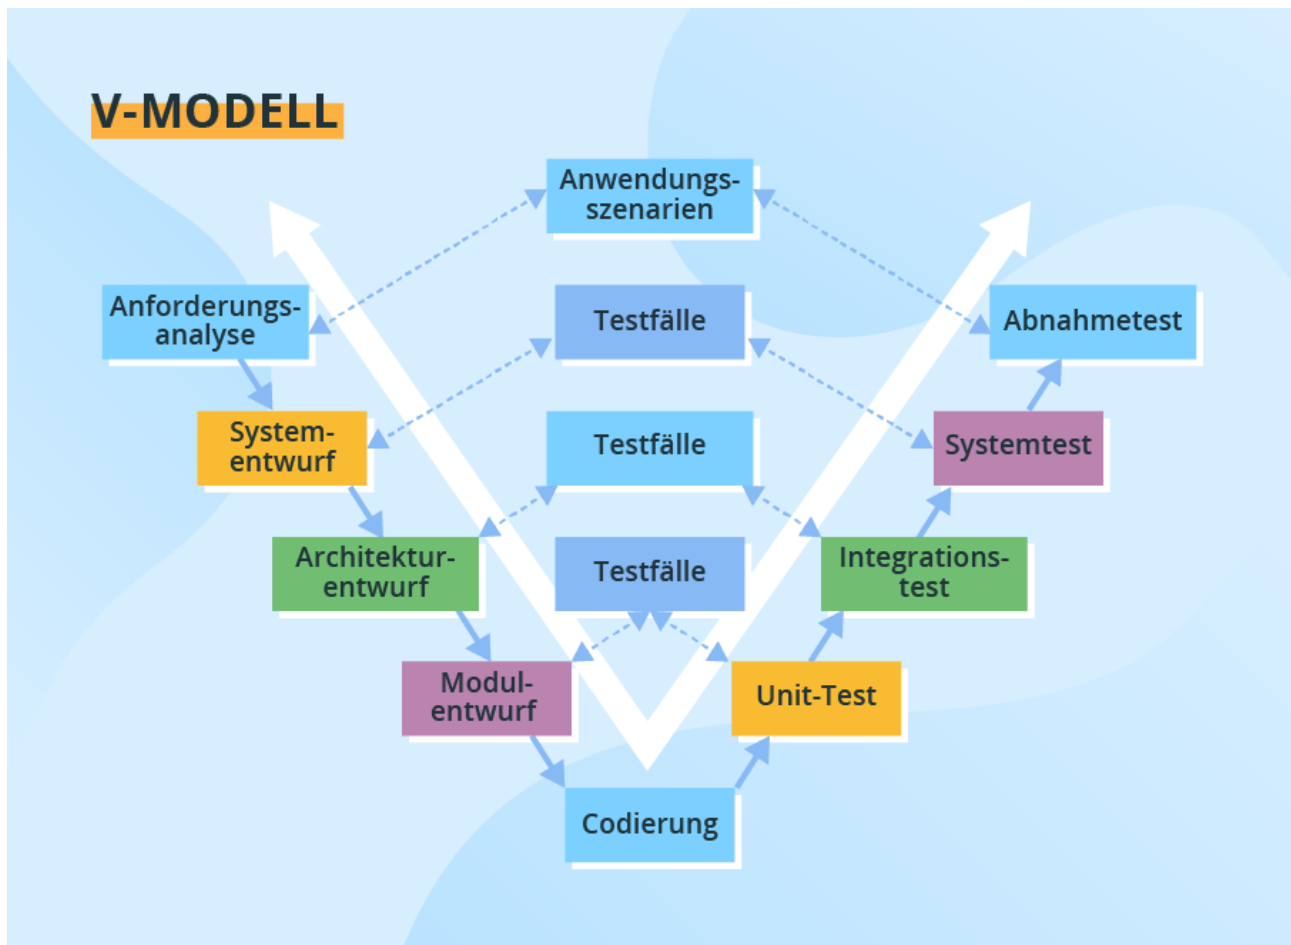 V-MODELL
Anwendungs-
szenarien
Anforderungs-
analyse
Testfälle
Abnahmetest
System-
entwurf
Testfälle
Systemtest
Architektur-
entwurf
Testfälle
Integrations-
test
Modul-
entwurf
Unit-Test
Codierung